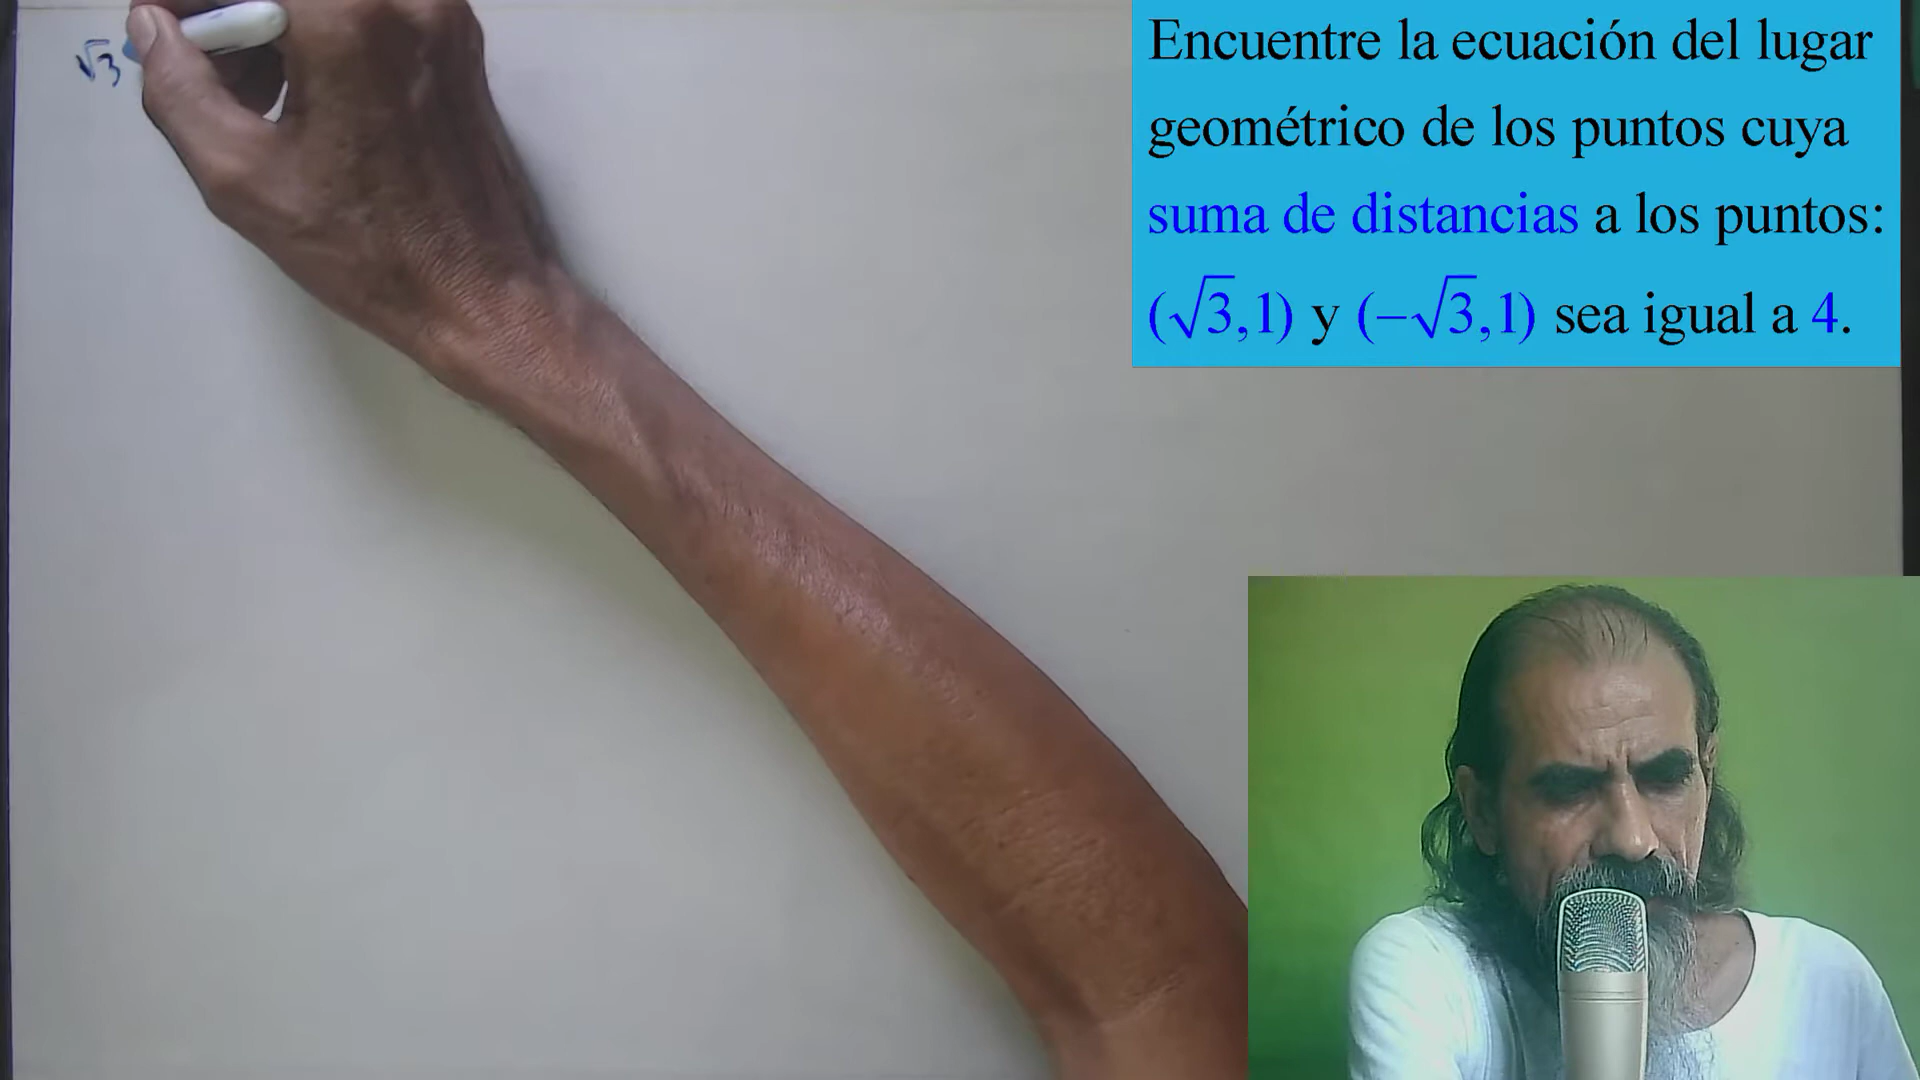 √3
Encuentre la ecuación del lugar
geométrico de los puntos cuya
suma de distancias a los puntos:
(√3,1) y (−√3,1) sea igual a 4.